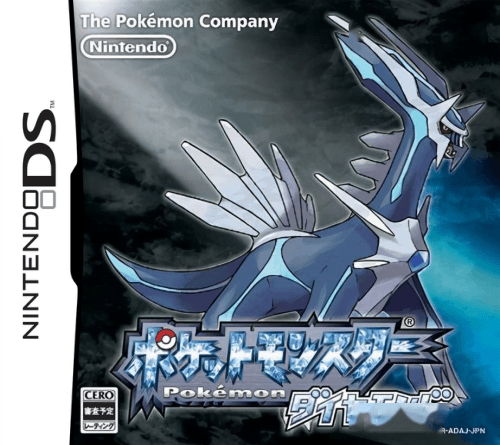 The Pokémon Company
Nintendo®
NINTENDO DS™
ポケットモンスター®
Pokémon
ダイヤモンド
CERO
審査予定
レーティング
R-ADAJ-JPN